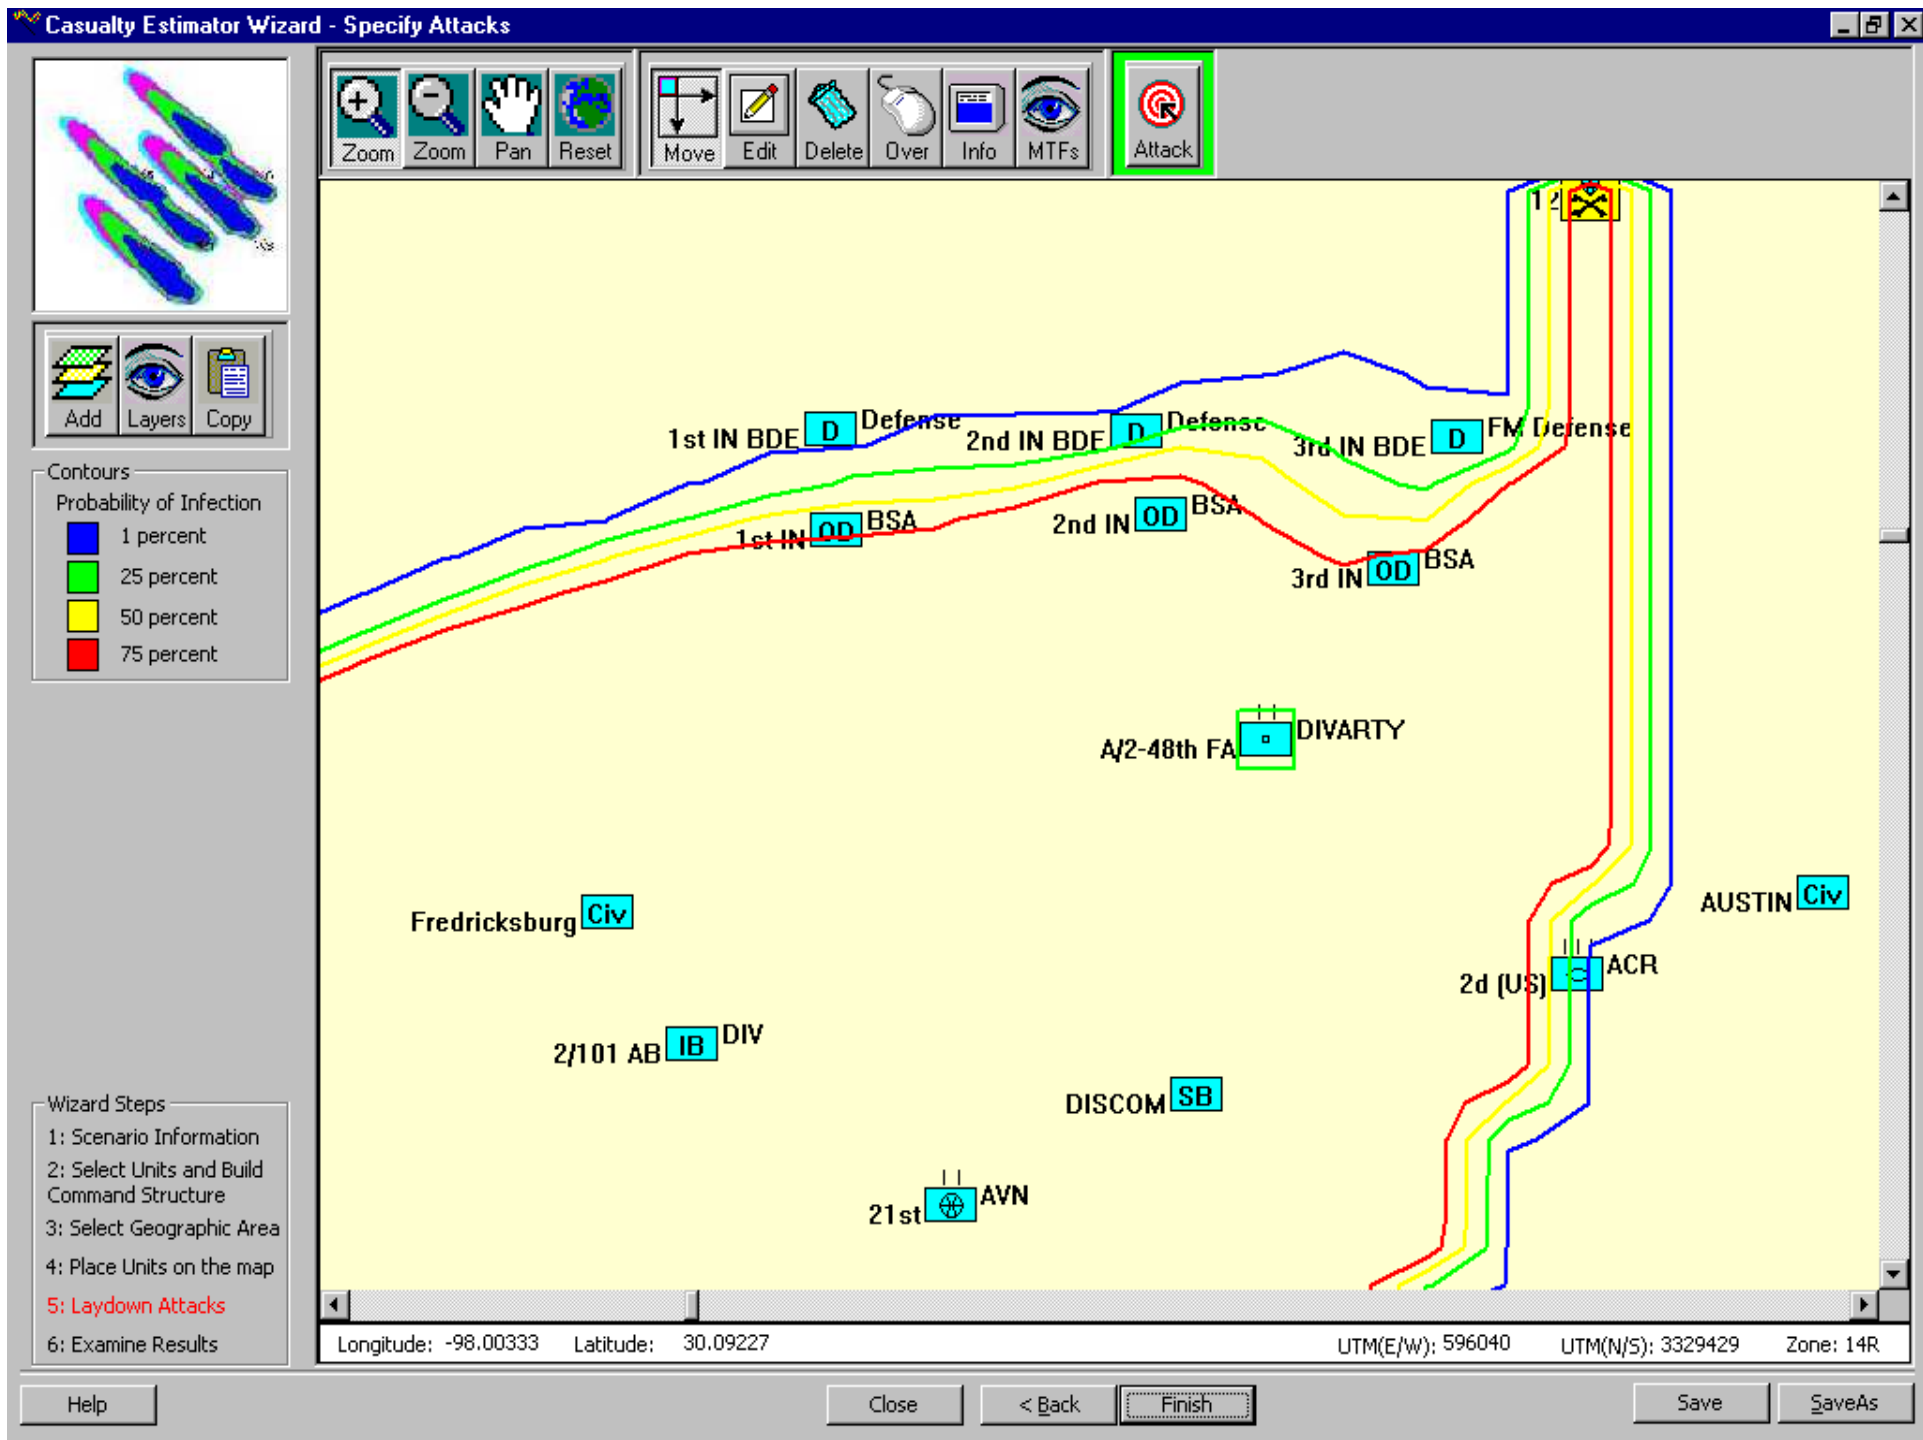 Casualty Estimator Wizard - Specify Attacks
Zoom Zoom Pan Reset Move Edit Delete Over Info MTFs Attack
Add Layers Copy
Contours
Probability of Infection
1 percent
25 percent
50 percent
75 percent
12
1st IN BDE D Defense
2nd IN BDE D Defense
3rd IN BDE D FM Defense
1st IN OD BSA
2nd IN OD BSA
3rd IN OD BSA
A/2-48th FA DIVARTY
Fredricksburg Civ
AUSTIN Civ
2d (US) ACR
2/101 AB IB DIV
DISCOM SB
21st AVN
Wizard Steps
1: Scenario Information
2: Select Units and Build
Command Structure
3: Select Geographic Area
4: Place Units on the map
5: Laydown Attacks
6: Examine Results
Longitude: -98.00333 Latitude: 30.09227 UTM(E/W): 596040 UTM(N/S): 3329429 Zone: 14R
Help Close < Back Finish Save SaveAs